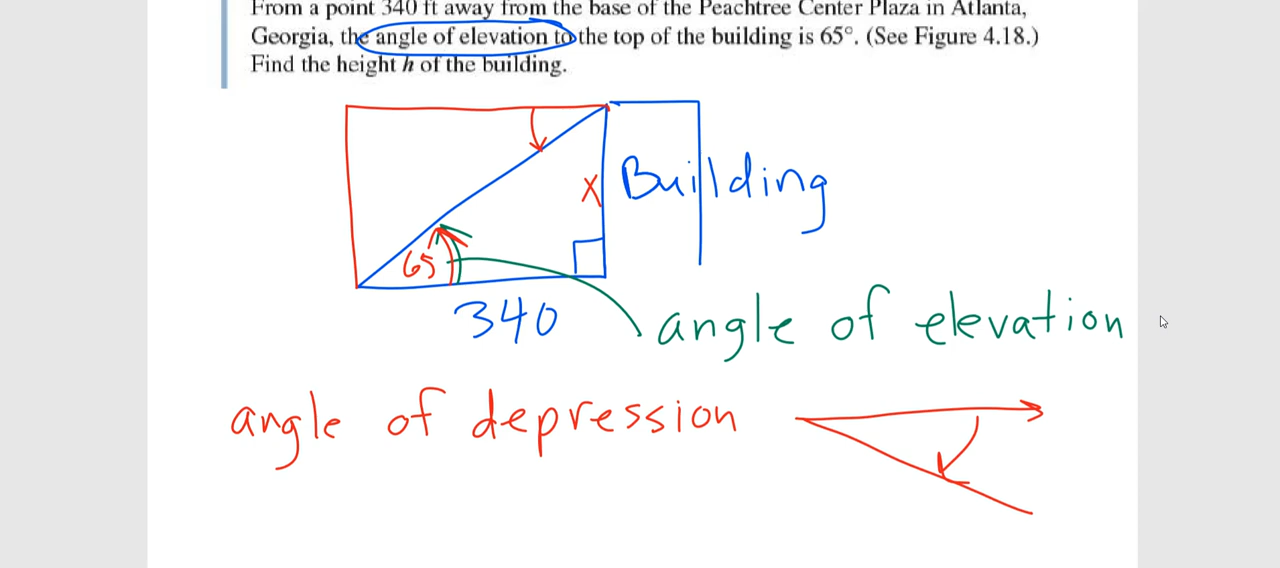 From a point 340 ft away from the base of the Peachtree Center Plaza in Atlanta,
Georgia, the angle of elevation to the top of the building is 65°. (See Figure 4.18.)
Find the height h of the building.
x Building
65
340
angle of elevation
angle of depression